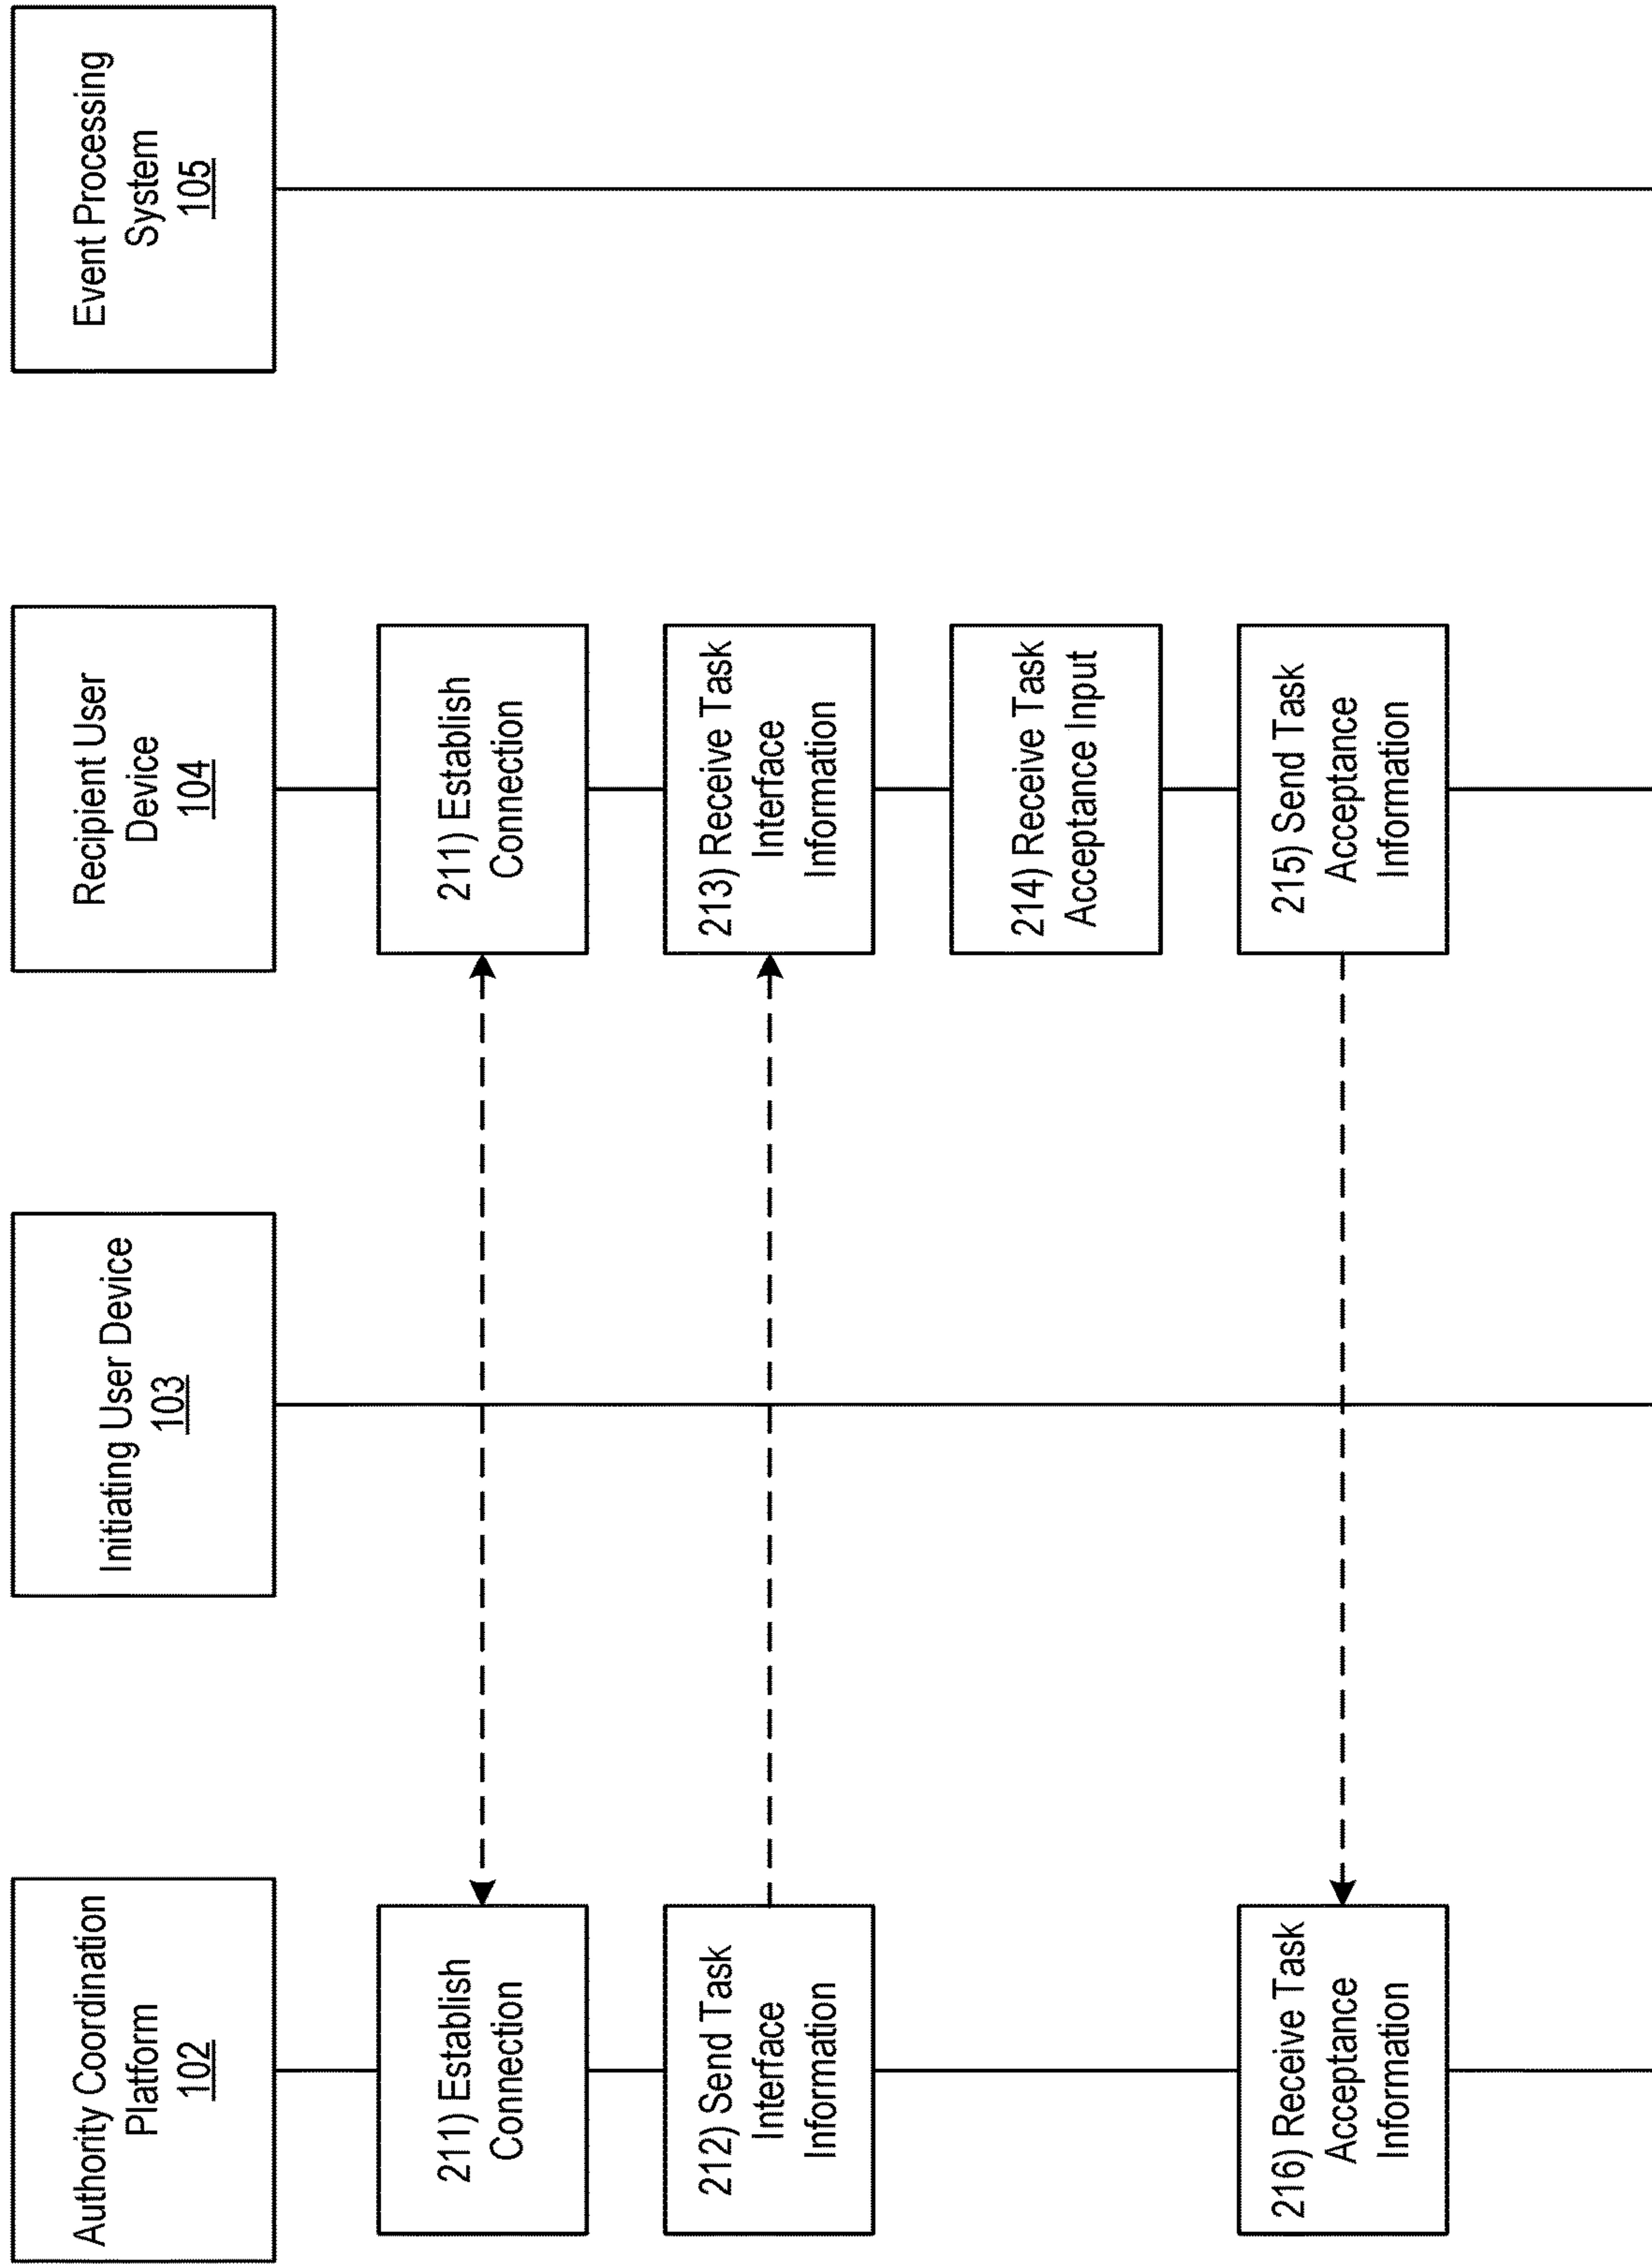 Authority Coordination
Platform
102
Initiating User Device
103
Recipient User
Device
104
Event Processing
System
105
211) Establish
Connection
211) Establish
Connection
212) Send Task
Interface
Information
213) Receive Task
Interface
Information
214) Receive Task
Acceptance Input
215) Send Task
Acceptance
Information
216) Receive Task
Acceptance
Information